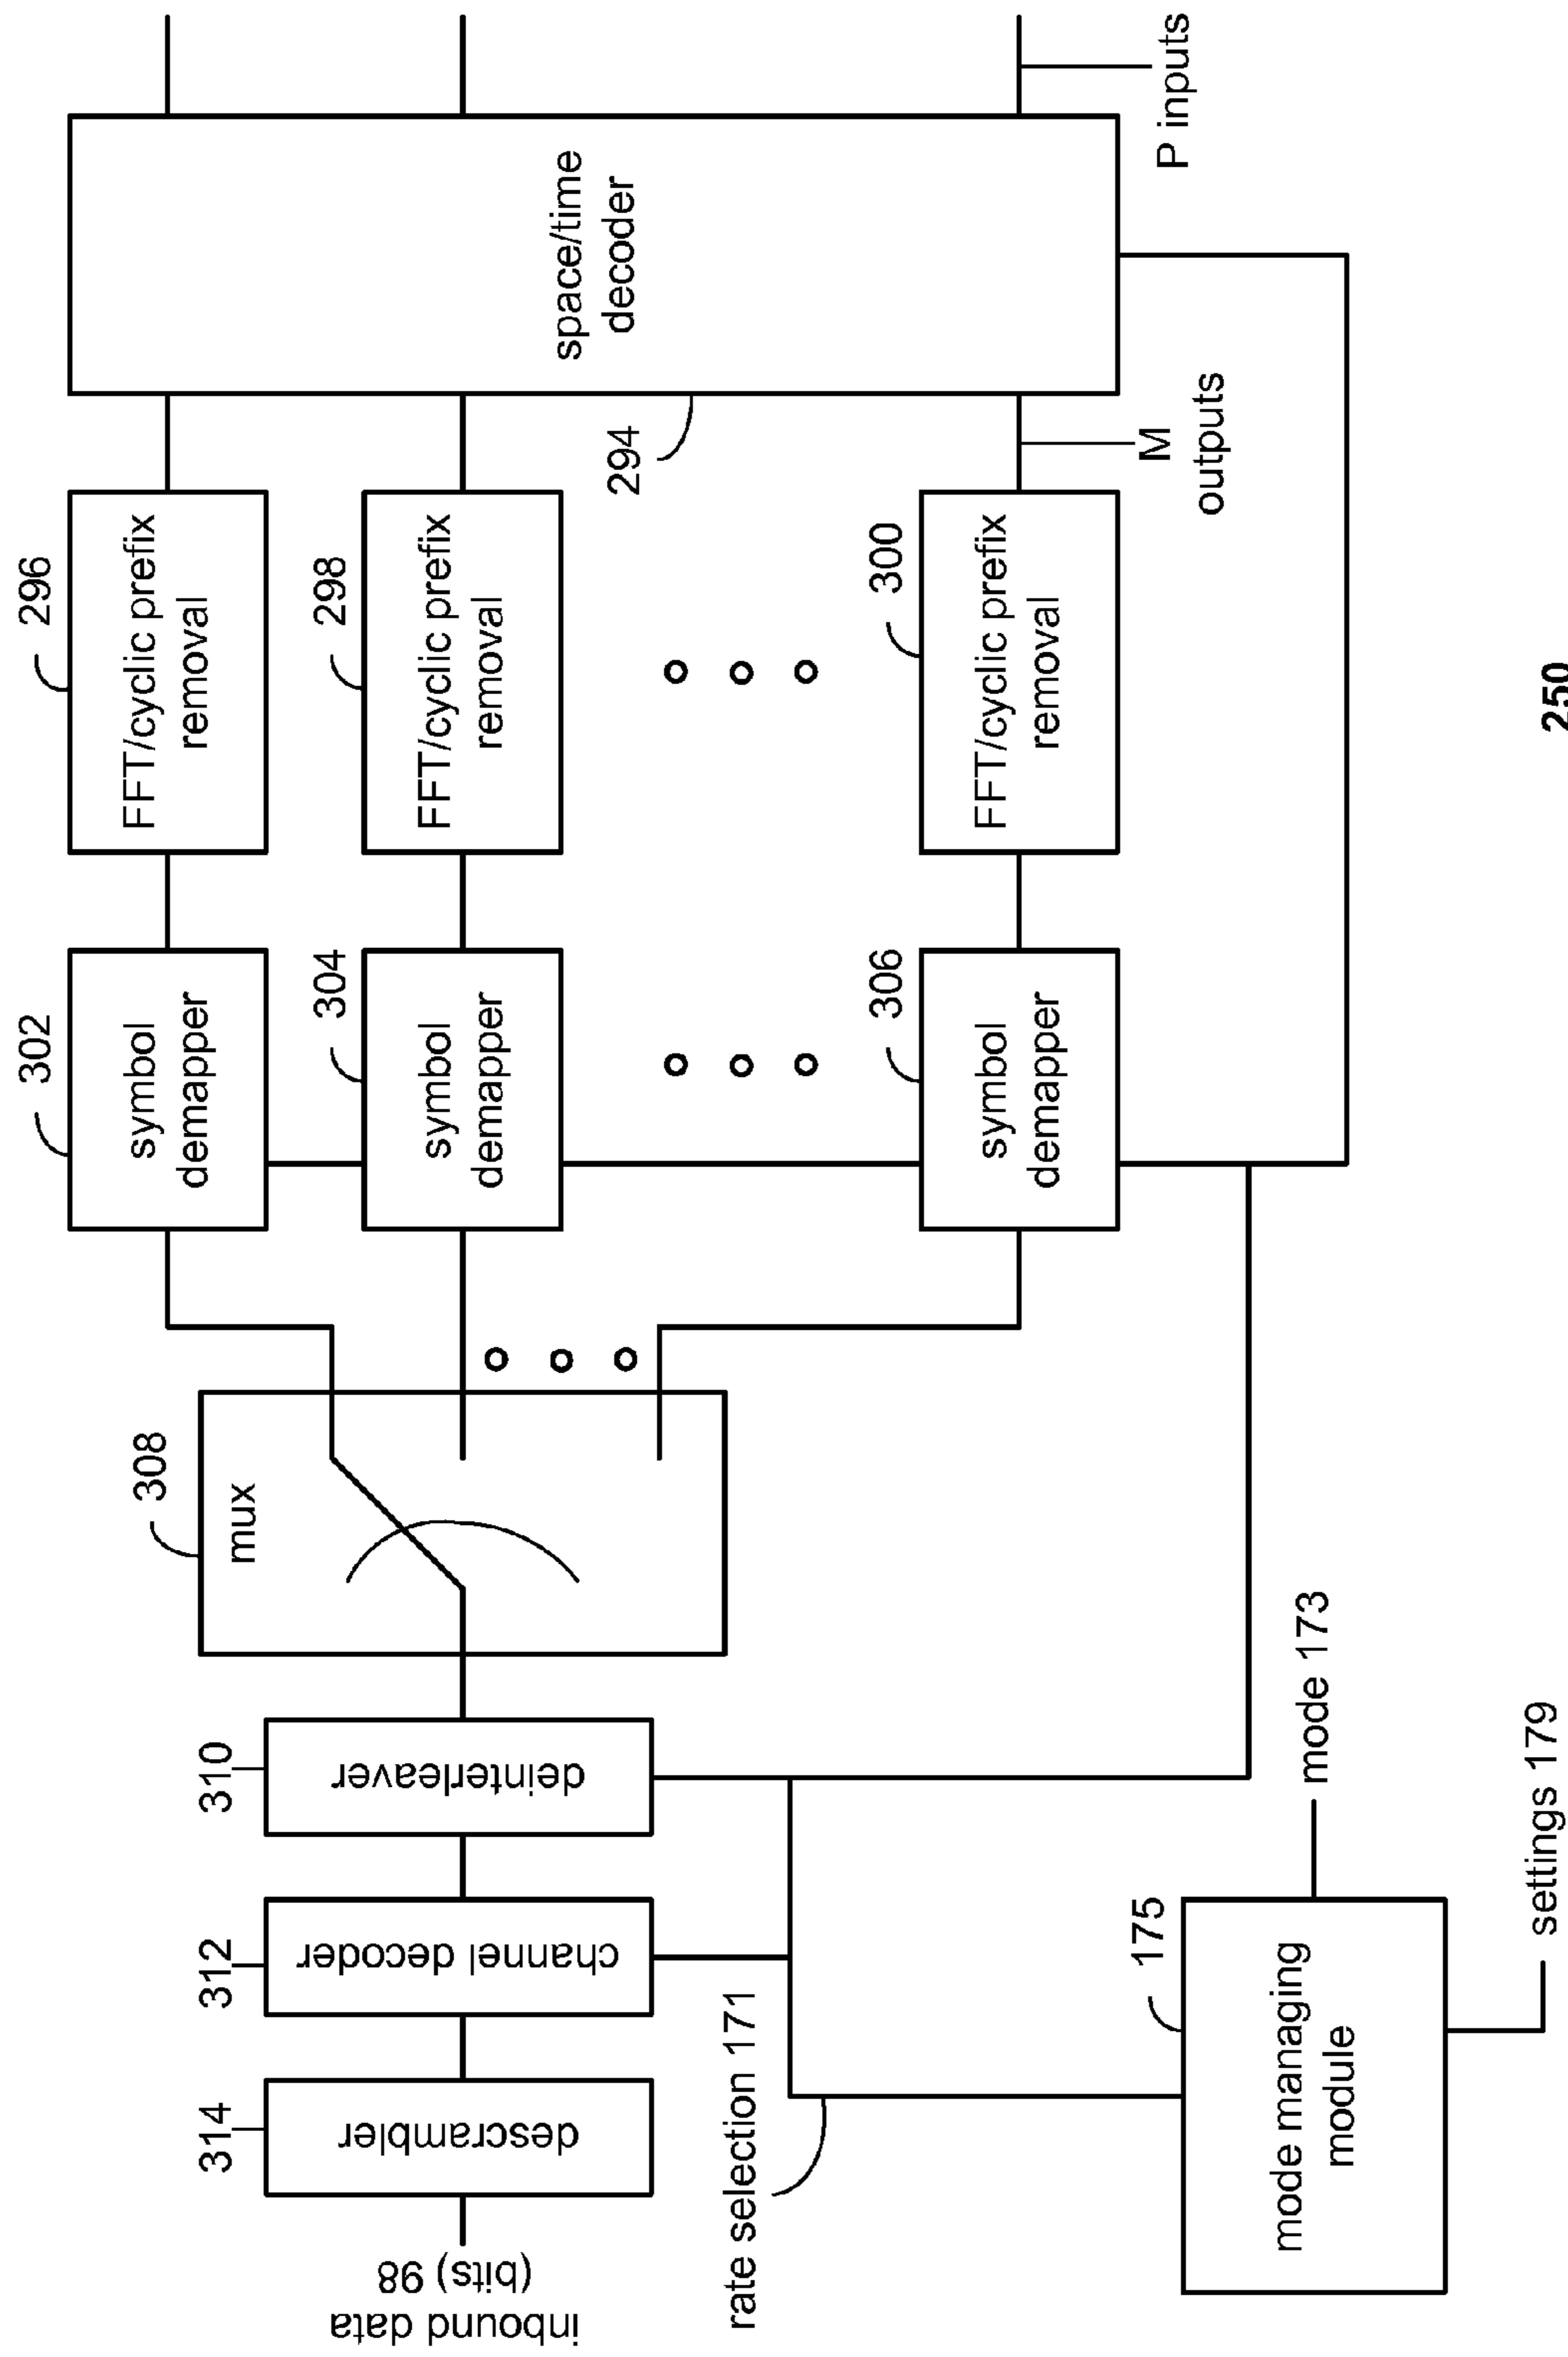 inbound data
(bits) 98
314
descrambler
312
channel decoder
310
deinterleaver
308
mux
302
symbol
demapper
296
FFT/cyclic prefix
removal
304
symbol
demapper
298
FFT/cyclic prefix
removal
306
symbol
demapper
300
FFT/cyclic prefix
removal
294
space/time
decoder
M
outputs
P inputs
rate selection 171
175
mode managing
module
mode 173
settings 179
250